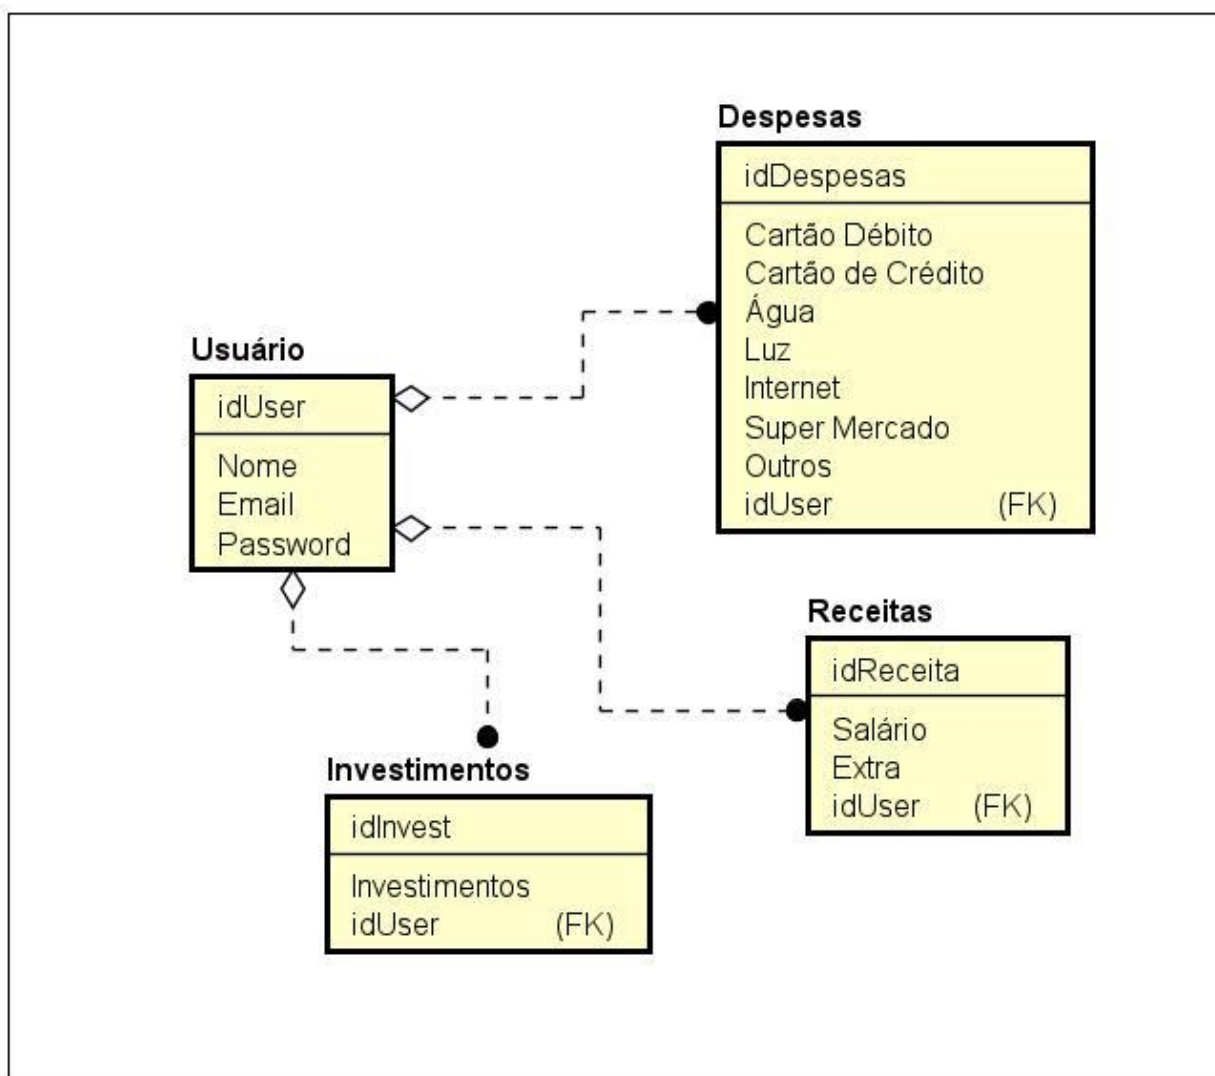 Despesas
idDespesas
Cartão Débito
Cartão de Crédito
Água
Luz
Internet
Super Mercado
Outros
idUser (FK)
Usuário
idUser
Nome
Email
Password
Receitas
idReceita
Salário
Extra
idUser (FK)
Investimentos
idInvest
Investimentos
idUser (FK)